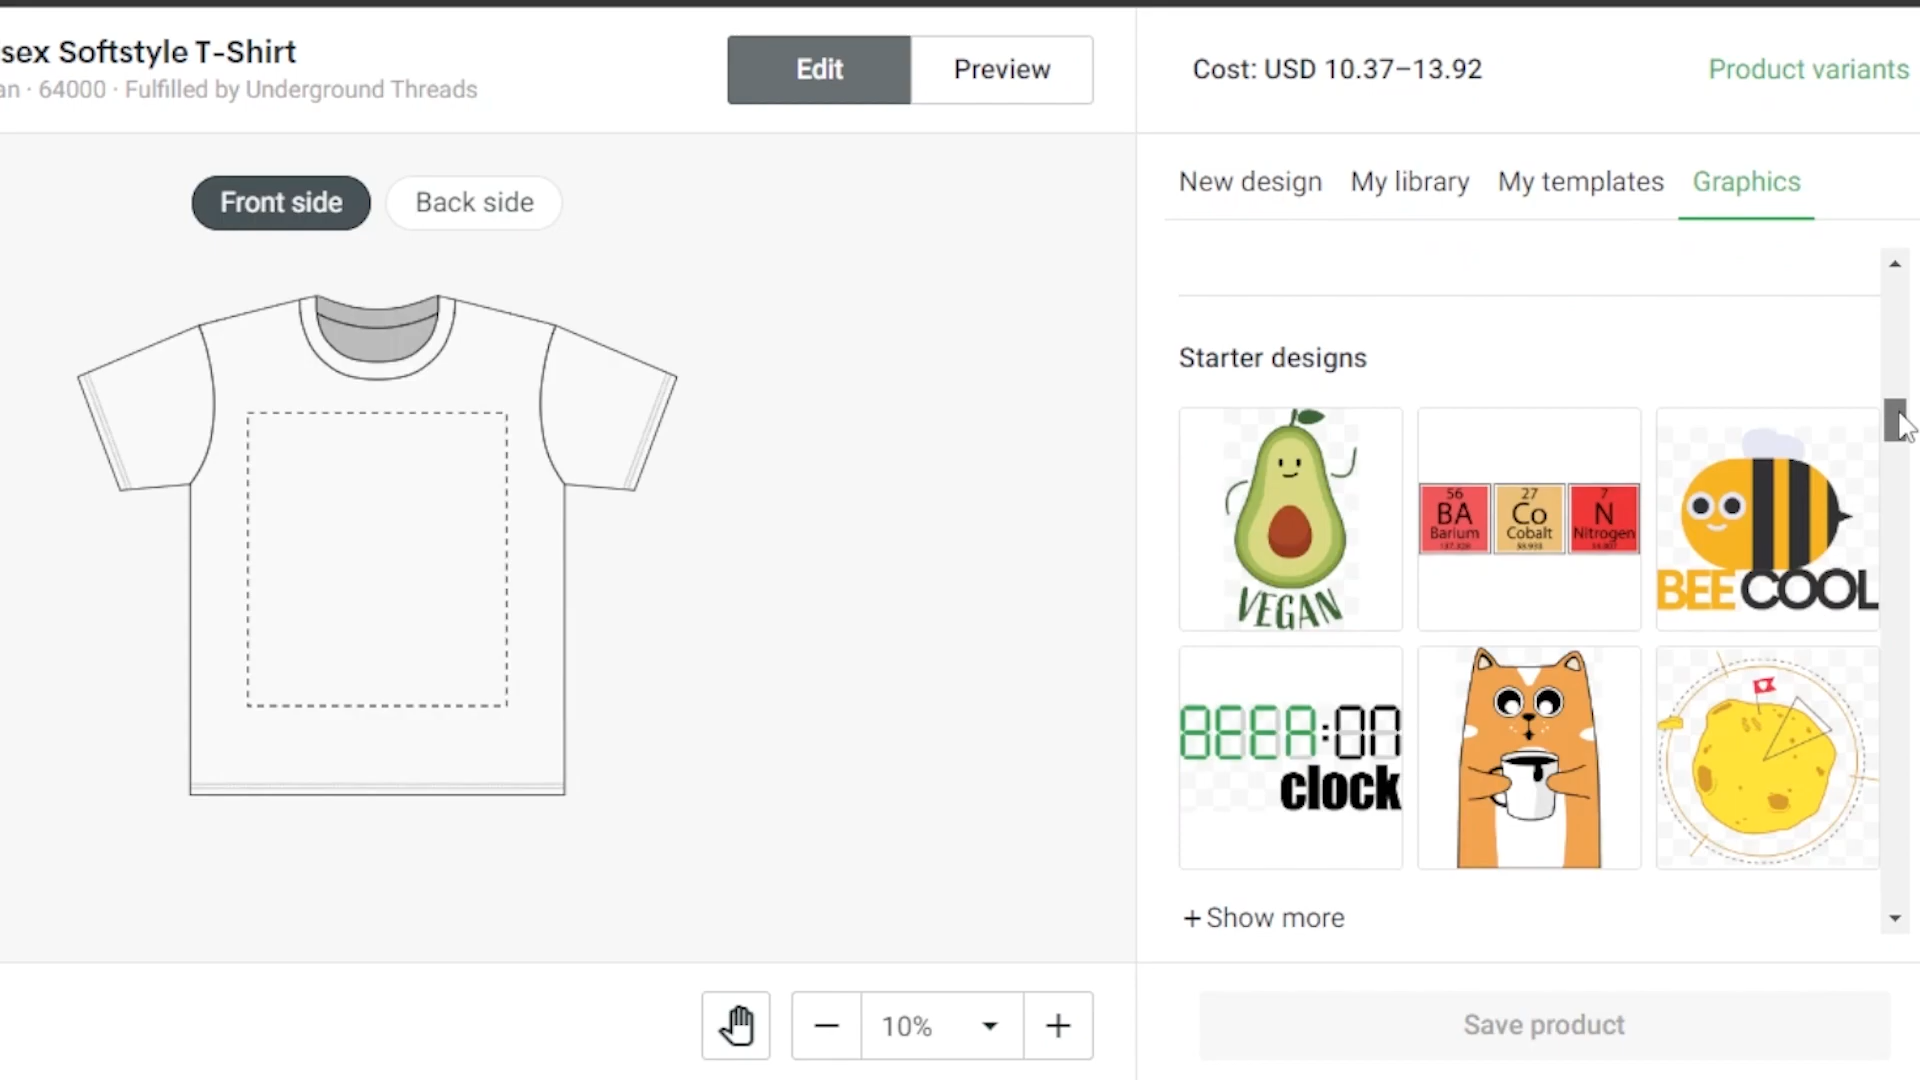 sex Softstyle T-Shirt
an · 64000 · Fulfilled by Underground Threads
Edit
Preview
Cost: USD 10.37–13.92
Product variants
Front side
Back side
New design
My library
My templates
Graphics
Starter designs
VEGAN
56
BA
Barium
27
Co
Cobalt
7
N
Nitrogen
BEE COOL
BEER:00
clock
+ Show more
10%
Save product